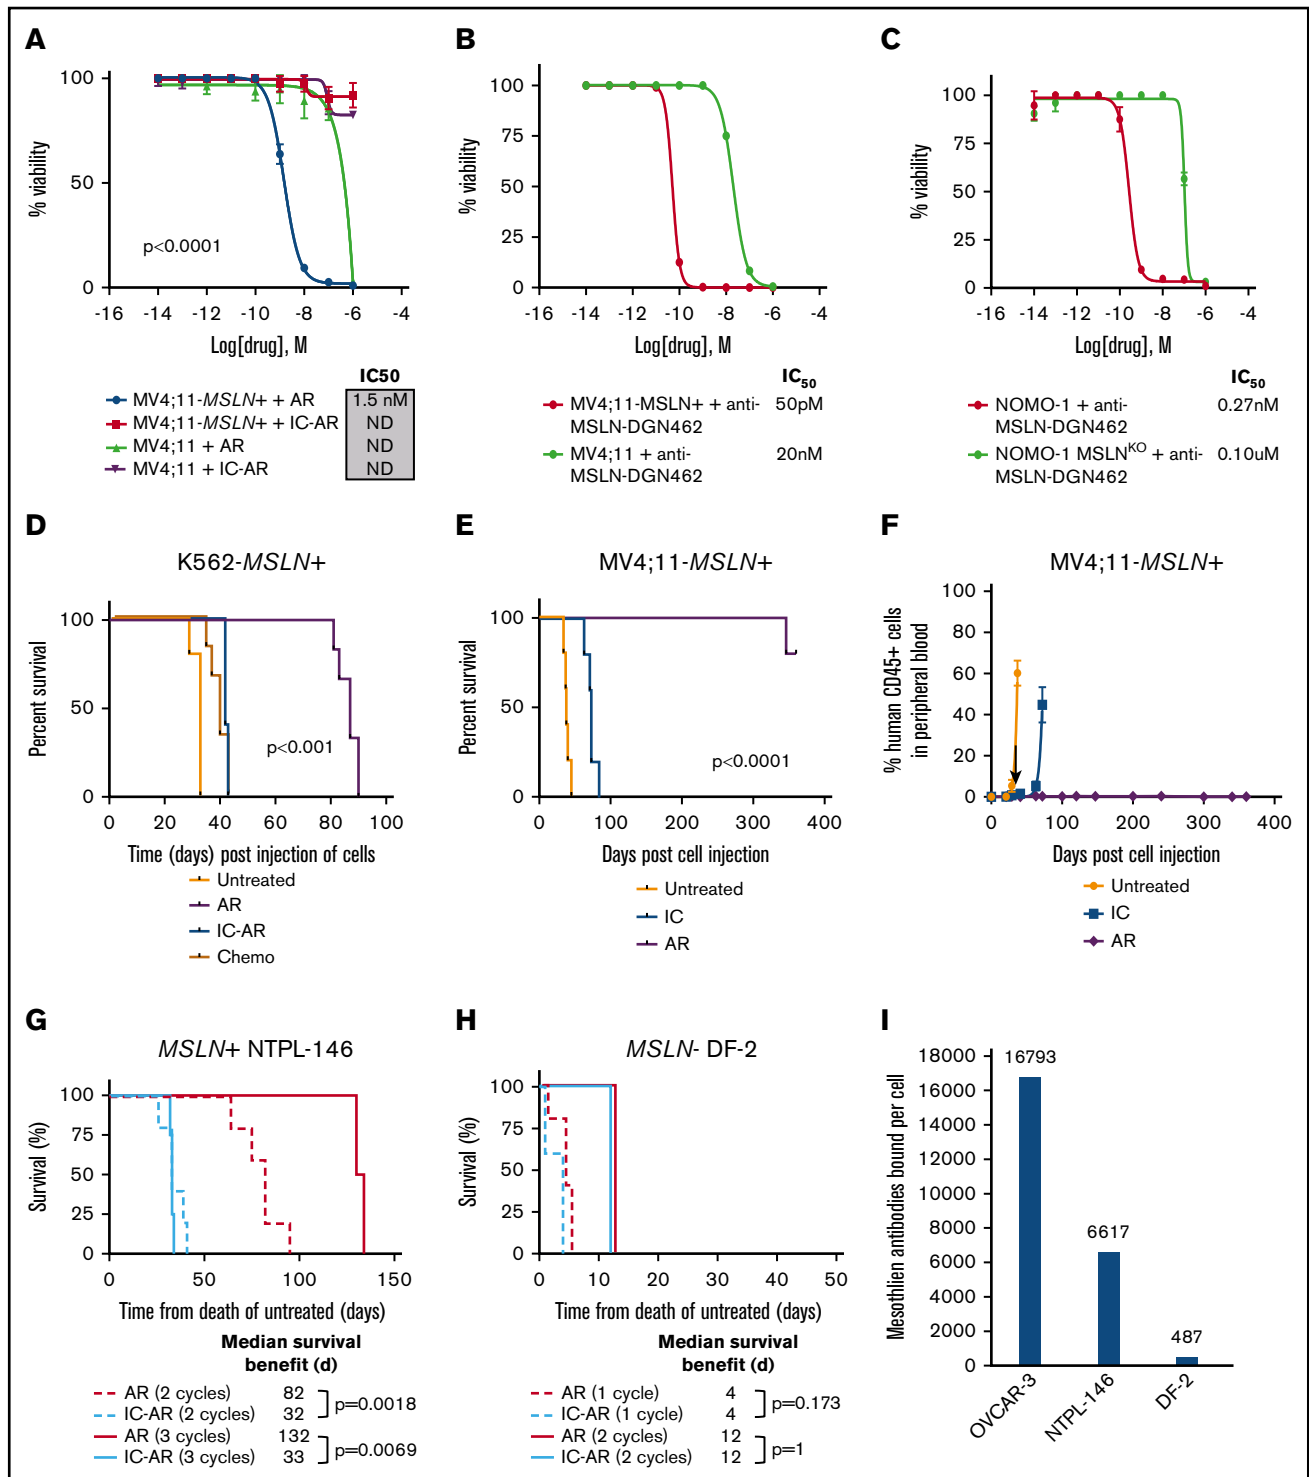 A
100
50
0
% viability
p<0.0001
-16 -14 -12 -10 -8 -6 -4
Log[drug], M
IC50
MV4;11-MSLN+ + AR 1.5 nM
MV4;11-MSLN+ + IC-AR ND
MV4;11 + AR ND
MV4;11 + IC-AR ND
B
100
75
50
25
0
% viability
-16 -14 -12 -10 -8 -6 -4
Log[drug], M
IC50
MV4;11-MSLN+ + anti- 50pM
MSLN-DGN462
MV4;11 + anti- 20nM
MSLN-DGN462
C
100
75
50
25
0
% viability
-16 -14 -12 -10 -8 -6 -4
Log[drug], M
IC50
NOMO-1 + anti- 0.27nM
MSLN-DGN462
NOMO-1 MSLNKO + anti- 0.10uM
MSLN-DGN462
D
K562-MSLN+
100
50
0
Percent survival
p<0.001
0 20 40 60 80 100
Time (days) post injection of cells
Untreated
AR
IC-AR
Chemo
E
MV4;11-MSLN+
100
50
0
Percent survival
p<0.0001
0 100 200 300 400
Days post cell injection
Untreated
IC
AR
F
MV4;11-MSLN+
100
80
60
40
20
0
% human CD45+ cells
in peripheral blood
0 100 200 300 400
Days post cell injection
Untreated
IC
AR
G
MSLN+ NTPL-146
100
75
50
25
0
Survival (%)
0 50 100 150
Time from death of untreated (days)
Median survival
benefit (d)
AR (2 cycles) 82
IC-AR (2 cycles) 32
p=0.0018
AR (3 cycles) 132
IC-AR (3 cycles) 33
p=0.0069
H
MSLN- DF-2
100
75
50
25
0
Survival (%)
0 10 20 30 40 50
Time from death of untreated (days)
Median survival
benefit (d)
AR (1 cycle) 4
IC-AR (1 cycle) 4
p=0.173
AR (2 cycles) 12
IC-AR (2 cycles) 12
p=1
I
18000
16000
14000
12000
10000
8000
6000
4000
2000
0
Mesothlien antibodies bound per cell
16793
6617
487
OVCAR-3
NTPL-146
DF-2